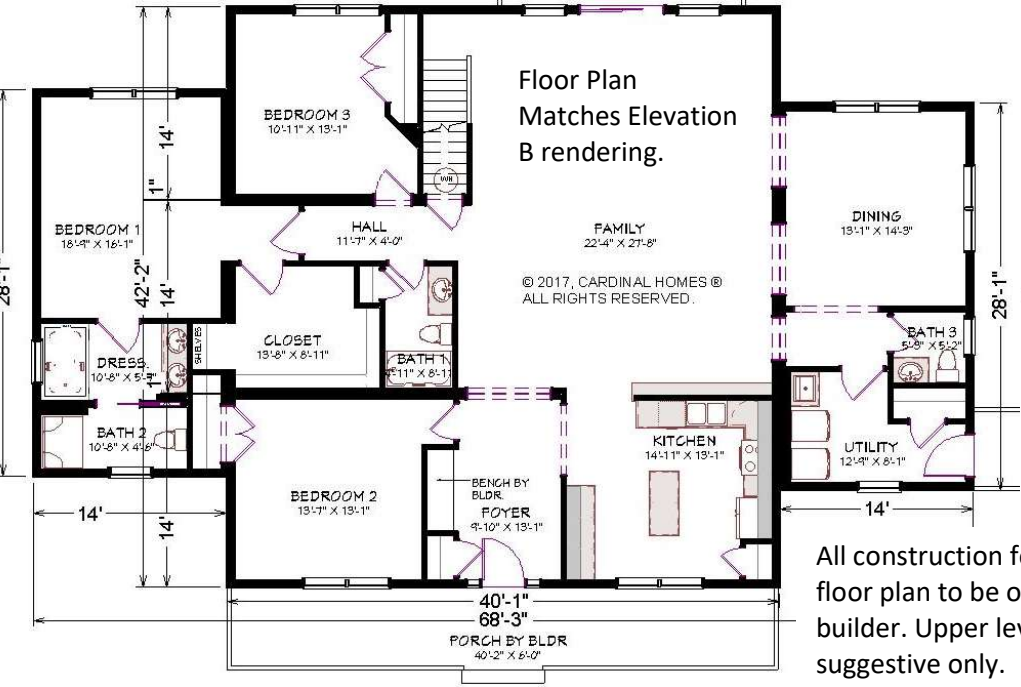 Floor Plan
Matches Elevation
B rendering.
BEDROOM 3
10'-11" X 13'-1"
14'
1"
BEDROOM 1
18'-9" X 16'-1"
HALL
11'-7" X 4'-0"
WH
FAMILY
22'-4" X 27'-8"
DINING
13'-1" X 14'-3"
© 2017, CARDINAL HOMES ®
ALL RIGHTS RESERVED.
28'-1"
42'-2"
14'
28'-1"
CLOSET
13'-8" X 8'-11"
SHELVES
DRESS.
1"
BATH 1
BATH 3
5'-9" X 5'-2"
BATH 2
10'-8" X 4'-6"
KITCHEN
14'-11" X 13'-1"
UTILITY
12'-9" X 8'-1"
BEDROOM 2
13'-7" X 13'-1"
BENCH BY
BLDR.
FOYER
9'-10" X 13'-1"
14'
14'
14'
40'-1"
68'-3"
PORCH BY BLDR
40'-2" X 6'-0"
All construction fo
floor plan to be o
builder. Upper lev
suggestive only.